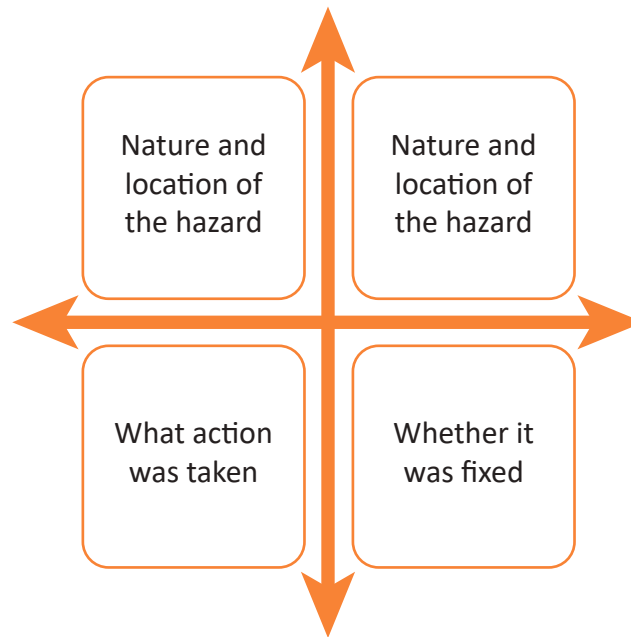 Nature and
location of
the hazard
Nature and
location of
the hazard
What action
was taken
Whether it
was fixed